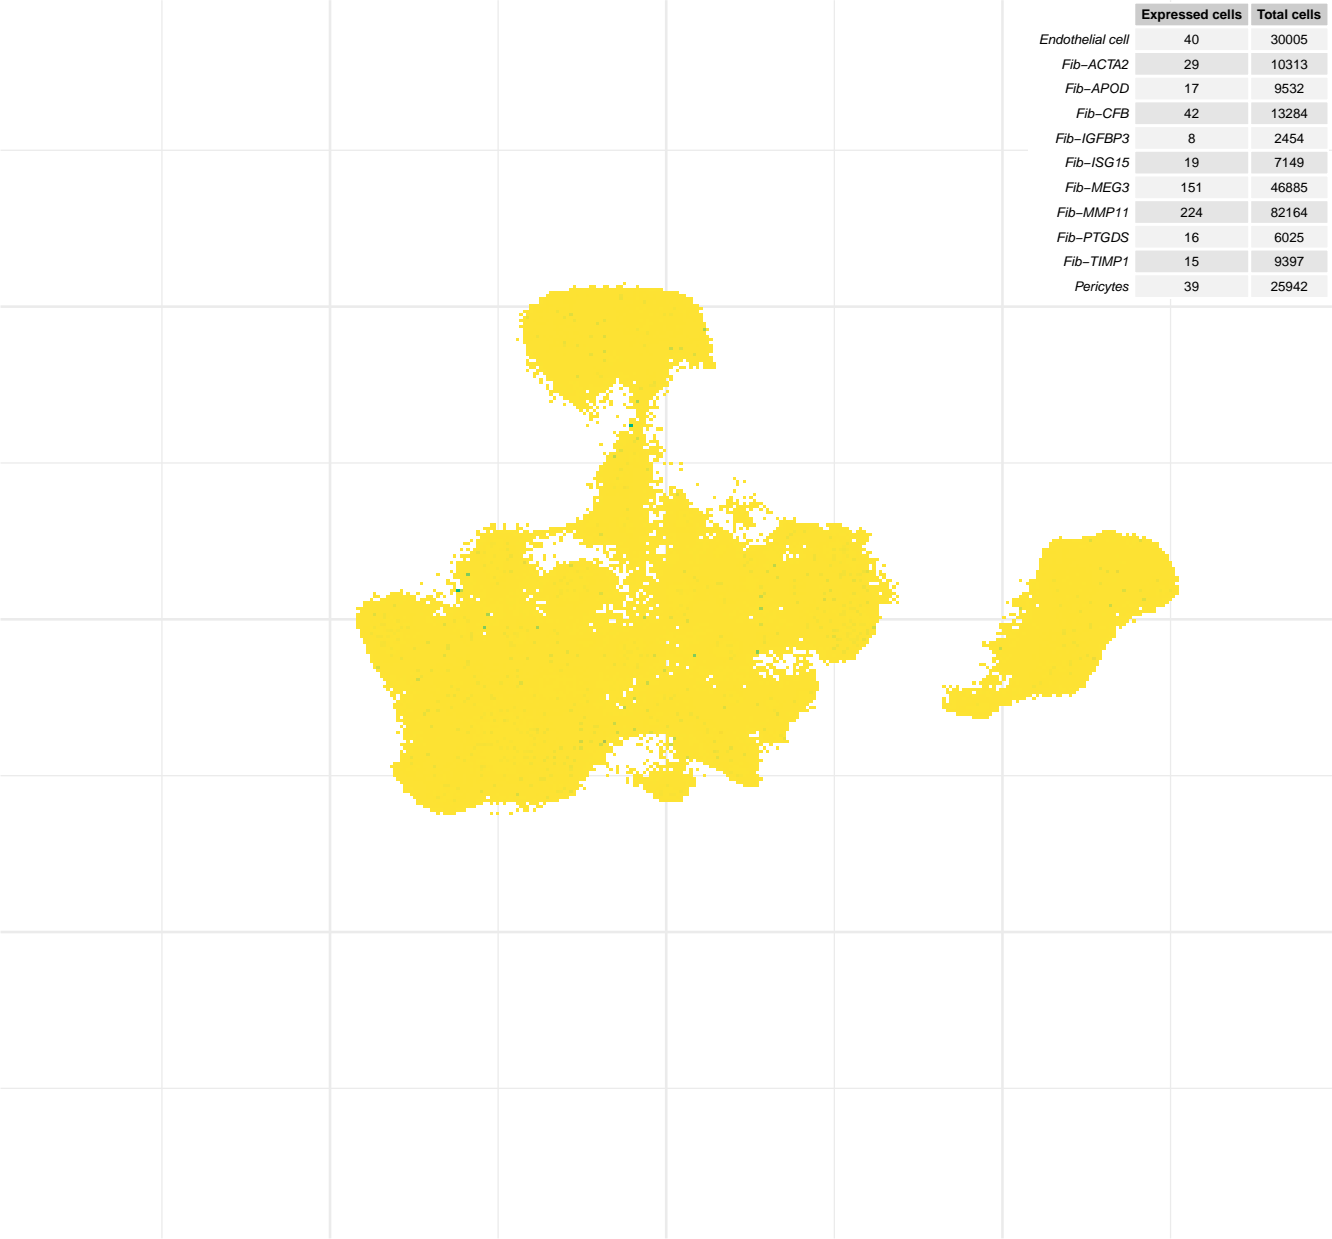 Expressed cells Total cells
Endothelial cell 40 30005
Fib−ACTA2 29 10313
Fib−APOD 17 9532
Fib−CFB 42 13284
Fib−IGFBP3 8 2454
Fib−ISG15 19 7149
Fib−MEG3 151 46885
Fib−MMP11 224 82164
Fib−PTGDS 16 6025
Fib−TIMP1 15 9397
Pericytes 39 25942